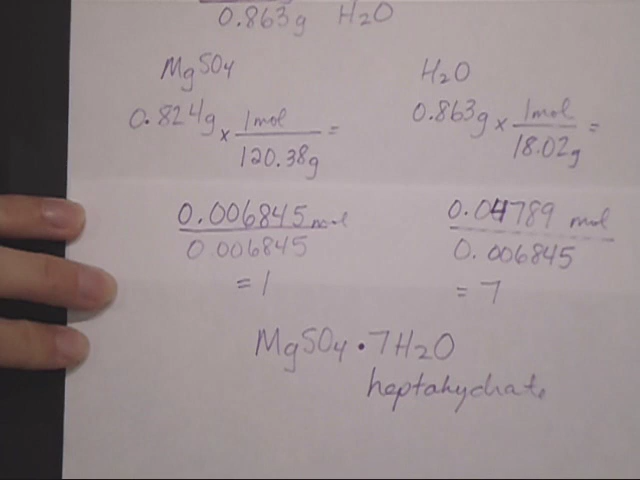 0.863g H₂O
MgSO₄ H₂O
0.824g × 1mol/120.38g = 0.863g × 1mol/18.02g =
0.006845 mol/0.006845 0.04789 mol/0.006845
= 1 = 7
MgSO₄ • 7H₂O
heptahydrate